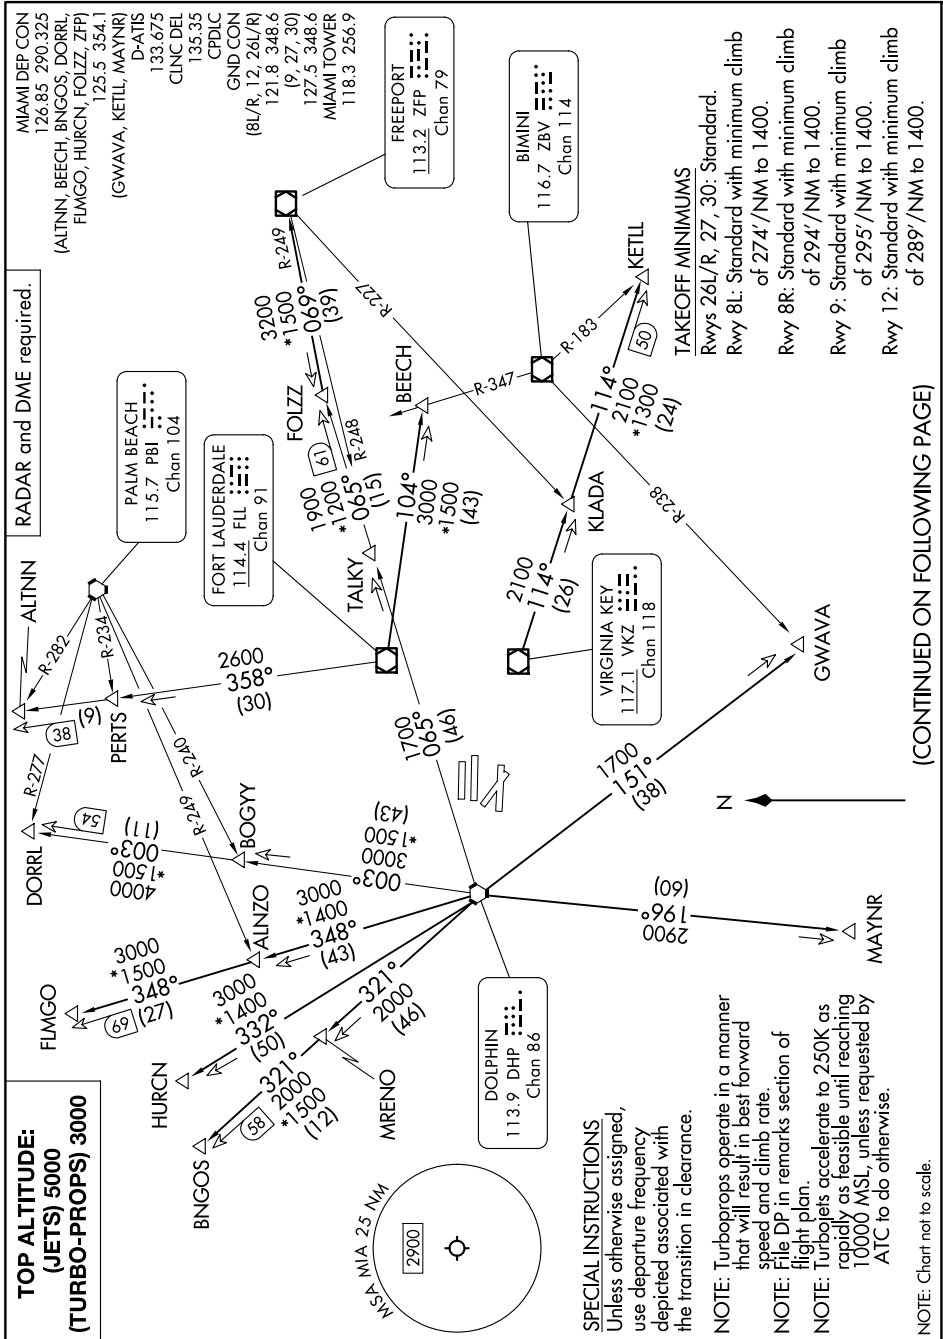 TOP ALTITUDE:
(JETS) 5000
(TURBO-PROPS) 3000
RADAR and DME required.
MIAMI DEP CON
126.85 290.325
(ALTNN, BEECH, BNGOS, DORRL,
FLMGO, HURCN, FOLZZ, ZFP)
125.5 354.1
(GWAVA, KETLL, MAYNR)
D-ATIS
133.675
CLNC DEL
135.35
CPDLC
GND CON
(8L/R, 12, 26L/R)
121.8 348.6
(9, 27, 30)
127.5 348.6
MIAMI TOWER
118.3 256.9
ALTNN
R-282
(6)
38
R-277
R-234
PERTS
PALM BEACH
115.7 PBI
Chan 104
DORRL
54
4000
*1500
003°
(11)
R-240
R-249
BOGYY
2600
358°
(30)
FORT LAUDERDALE
114.4 FLL
Chan 91
FREEPORT
113.2 ZFP
Chan 79
R-249
3200
*1500
069°
(39)
FOLZZ
61
R-248
1900
*1200
065°
(15)
TALKY
BEECH
R-347
104°
3000
*1500
(43)
R-227
BIMINI
116.7 ZBV
Chan 114
R-183
KETLL
50
114°
2100
*1300
(24)
KLADA
2100
114°
(26)
R-238
VIRGINIA KEY
117.1 VKZ
Chan 118
GWAVA
1700
151°
(38)
1700
065°
(46)
FLMGO
69
3000
*1500
348°
(27)
ALNZO
3000
*1400
348°
(43)
003°
3000
*1500
(43)
HURCN
3000
*1400
332°
(50)
BNGOS
58
321°
2000
*1500
(12)
MRENO
321°
2000
(46)
DOLPHIN
113.9 DHP
Chan 86
2900
196°
(60)
MAYNR
N
MSA MIA 25 NM
2900
TAKEOFF MINIMUMS
Rwys 26L/R, 27, 30: Standard.
Rwy 8L: Standard with minimum climb
of 274'/NM to 1400.
Rwy 8R: Standard with minimum climb
of 294'/NM to 1400.
Rwy 9: Standard with minimum climb
of 295'/NM to 1400.
Rwy 12: Standard with minimum climb
of 289'/NM to 1400.
SPECIAL INSTRUCTIONS
Unless otherwise assigned,
use departure frequency
depicted associated with
the transition in clearance.
NOTE: Turboprops operate in a manner
that will result in best forward
speed and climb rate.
NOTE: File DP in remarks section of
flight plan.
NOTE: Turbojets accelerate to 250K as
rapidly as feasible until reaching
10000 MSL, unless requested by
ATC to do otherwise.
NOTE: Chart not to scale.
(CONTINUED ON FOLLOWING PAGE)